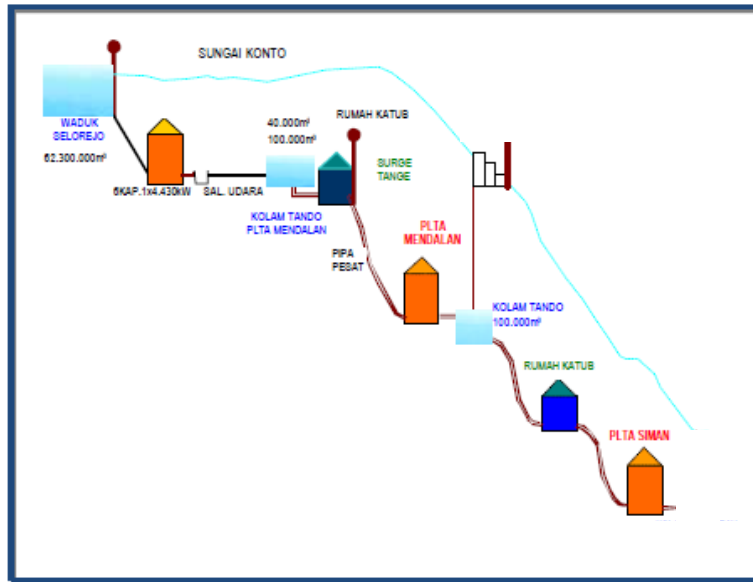 SUNGAI KONTO
WADUK
SELOREJO
62.300.000m³
6KAP.1x4.430kW
SAL. UDARA
40.000m³
100.000m³
RUMAH KATUB
KOLAM TANDO
PLTA MENDALAN
SURGE
TANGE
PIPA
PESAT
PLTA
MENDALAN
KOLAM TANDO
100.000m³
RUMAH KATUB
PLTA SIMAN